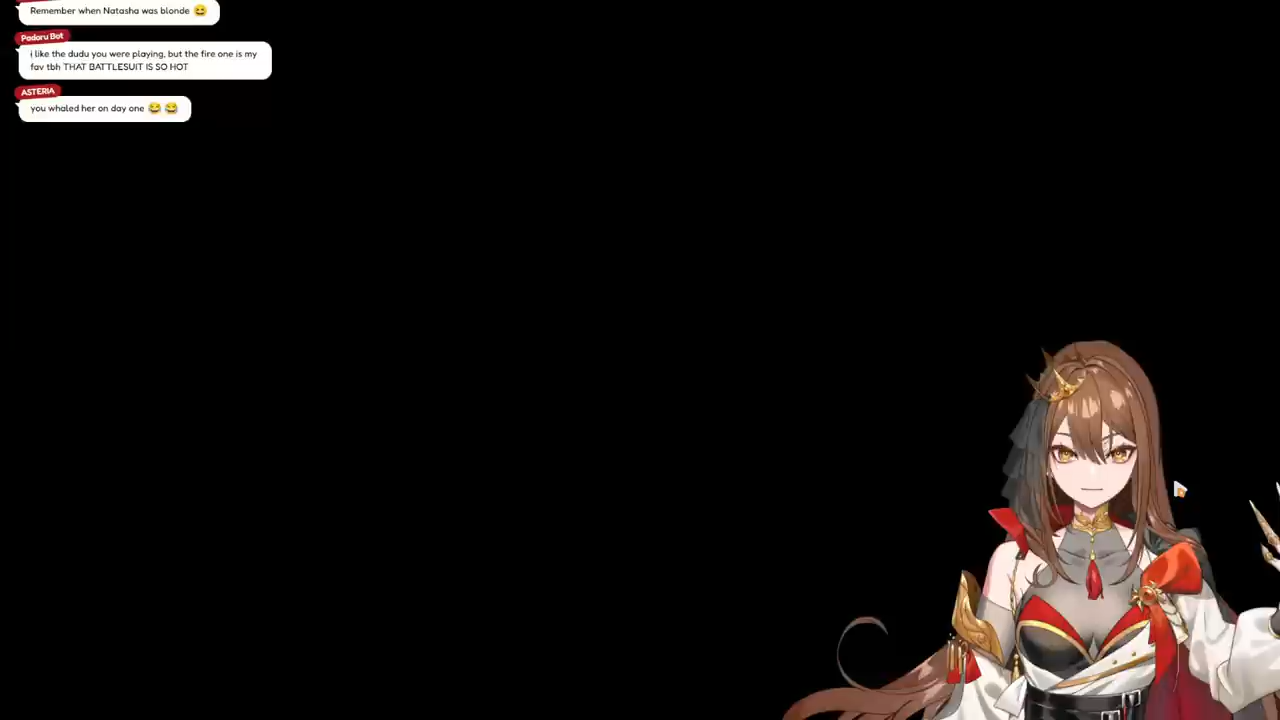 Remember when Natasha was blonde 😄
Padoru Bot
i like the dudu you were playing, but the fire one is my
fav tbh THAT BATTLESUIT IS SO HOT
ASTERIA
you whaled her on day one 😂 😂